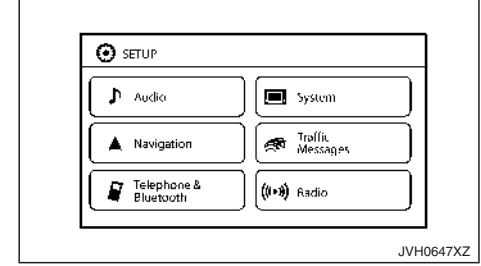 SETUP
Audio
System
Navigation
Traffic
Messages
Telephone &
Bluetooth
Radio
JVH0647XZ